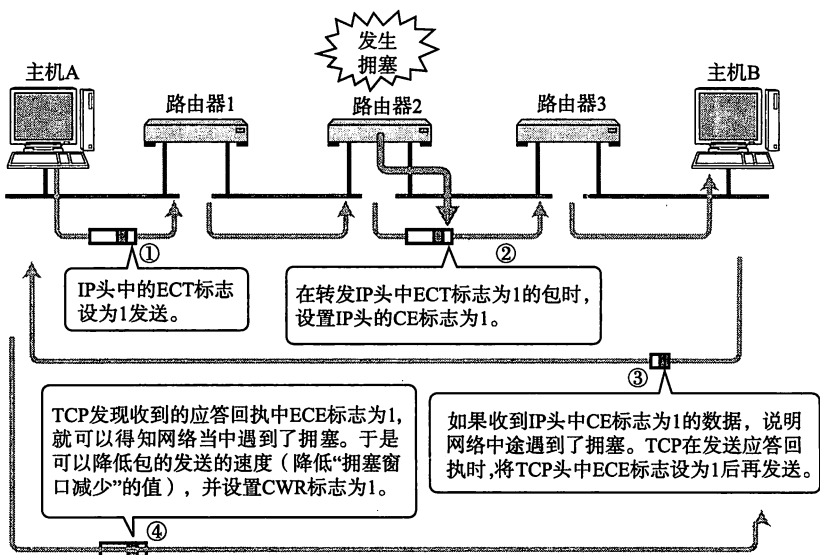 发生
拥塞
主机A
路由器1
路由器2
路由器3
主机B
①
②
IP头中的ECT标志
设为1发送。
在转发IP头中ECT标志为1的包时，
设置IP头的CE标志为1。
③
TCP发现收到的应答回执中ECE标志为1,
就可以得知网络当中遇到了拥塞。于是
可以降低包的发送的速度（降低“拥塞窗
口减少”的值），并设置CWR标志为1。
如果收到IP头中CE标志为1的数据，说明
网络中途遇到了拥塞。TCP在发送应答回
执时,将TCP头中ECE标志设为1后再发送。
④